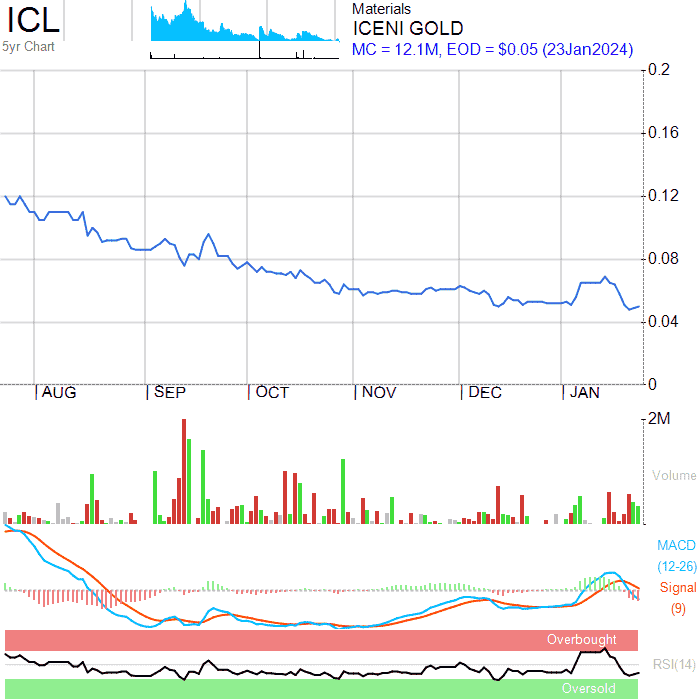 ICL
5yr Chart
Materials
ICENI GOLD
MC = 12.1M, EOD = $0.05 (23Jan2024)
0.2
0.16
0.12
0.08
0.04
0
AUG SEP OCT NOV DEC JAN
2M
Volume
MACD
(12-26)
Signal
(9)
Overbought
RSI(14)
Oversold